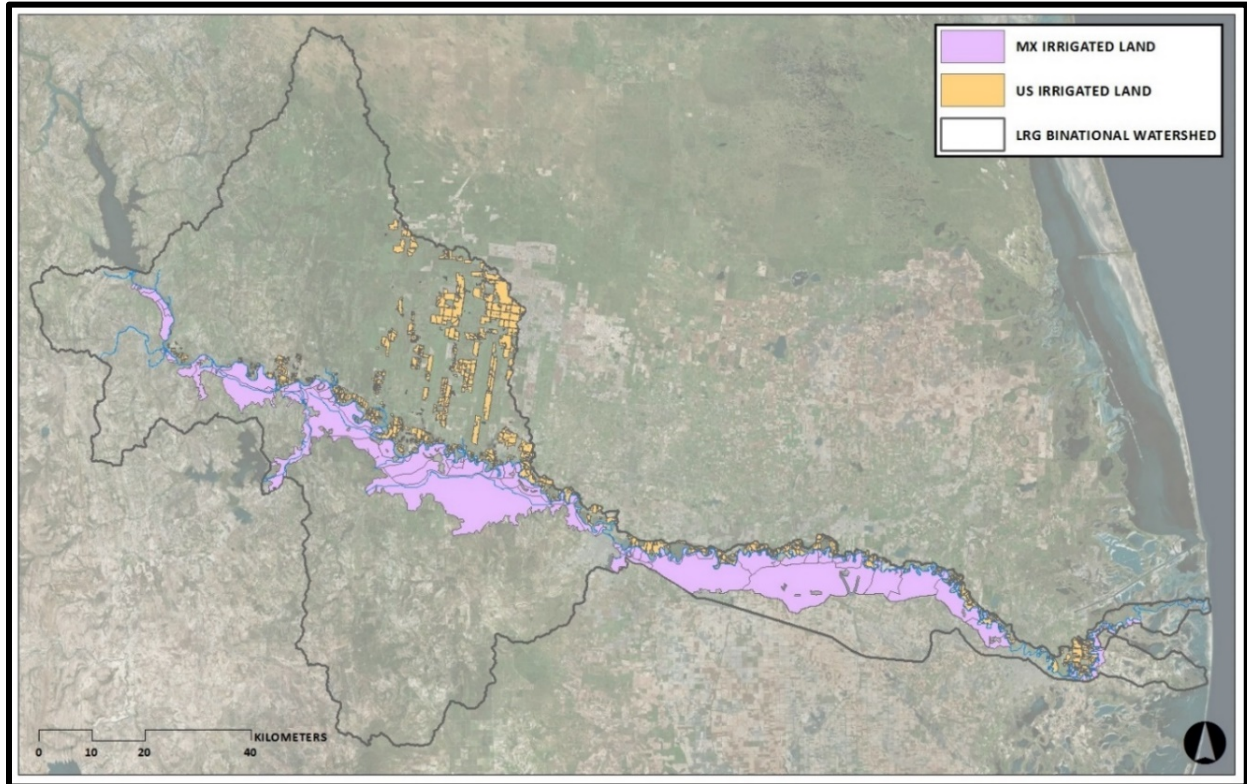 MX IRRIGATED LAND
US IRRIGATED LAND
LRG BINATIONAL WATERSHED
KILOMETERS
0 10 20 40